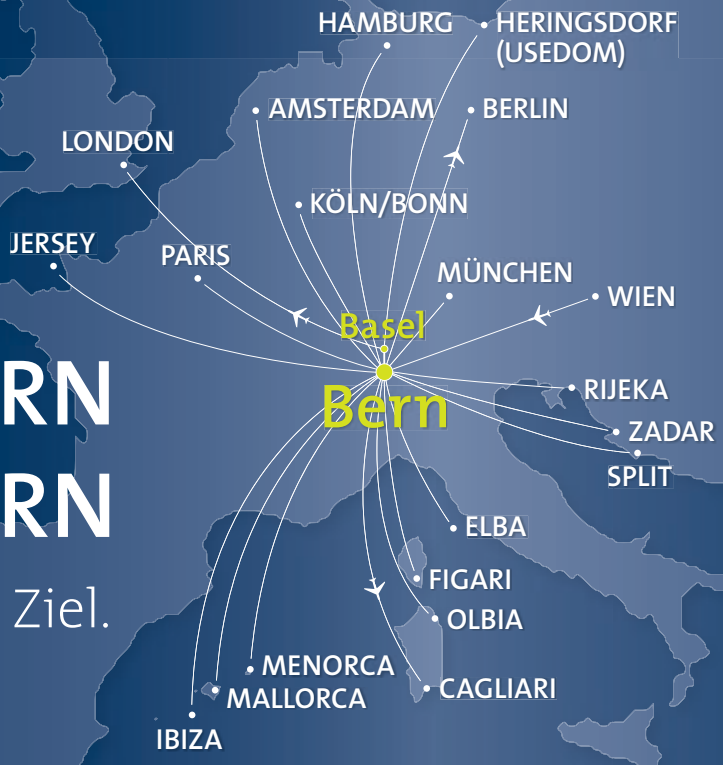 HAMBURG
HERINGSDORF
(USEDOM)
AMSTERDAM
BERLIN
LONDON
KÖLN/BONN
JERSEY
PARIS
MÜNCHEN
WIEN
Basel
Bern
RN
RIJEKA
ZADAR
SPLIT
RN
ELBA
FIGARI
Ziel.
OLBIA
MENORCA
MALLORCA
CAGLIARI
IBIZA